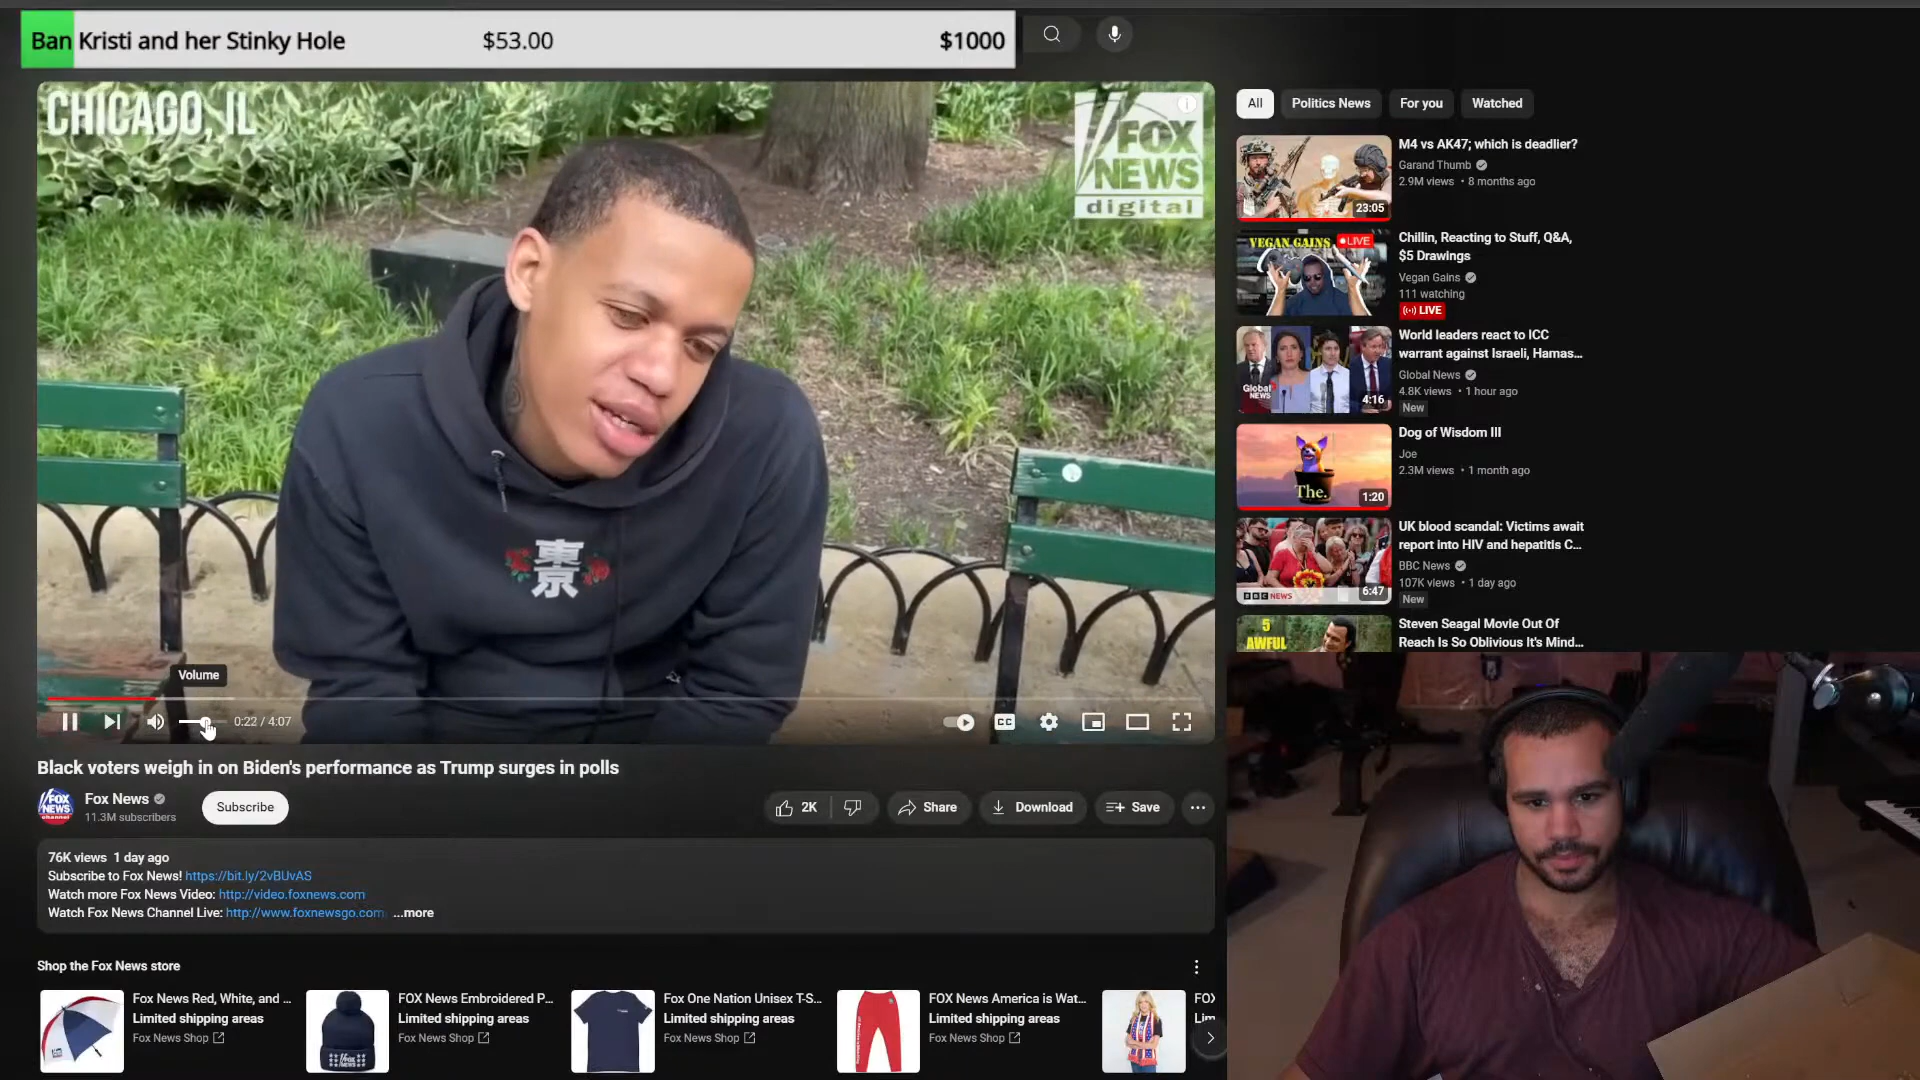 Ban Kristi and her Stinky Hole $53.00 $1000
CHICAGO, IL
FOX
NEWS
digital
東
京
Volume
0:22 / 4:07
CC
Black voters weigh in on Biden's performance as Trump surges in polls
Fox News
11.3M subscribers
Subscribe
2K
Share
Download
Save
76K views 1 day ago
Subscribe to Fox News! https://bit.ly/2vBUvAS
Watch more Fox News Video: http://video.foxnews.com
Watch Fox News Channel Live: http://www.foxnewsgo.com ...more
Shop the Fox News store
Fox News Red, White, and ...
Limited shipping areas
Fox News Shop
FOX News Embroidered P...
Limited shipping areas
Fox News Shop
Fox One Nation Unisex T-S...
Limited shipping areas
Fox News Shop
FOX News America is Wat...
Limited shipping areas
Fox News Shop
All
Politics News
For you
Watched
23:05
M4 vs AK47; which is deadlier?
Garand Thumb
2.9M views • 8 months ago
VEGAN GAINS
LIVE
Chillin, Reacting to Stuff, Q&A,
$5 Drawings
Vegan Gains
111 watching
LIVE
Global
NEWS
4:16
World leaders react to ICC
warrant against Israeli, Hamas...
Global News
4.8K views • 1 hour ago
New
The.
1:20
Dog of Wisdom III
Joe
2.3M views • 1 month ago
BBC NEWS
6:47
UK blood scandal: Victims await
report into HIV and hepatitis C...
BBC News
107K views • 1 day ago
New
5
AWFUL
Steven Seagal Movie Out Of
Reach Is So Oblivious It's Mind...